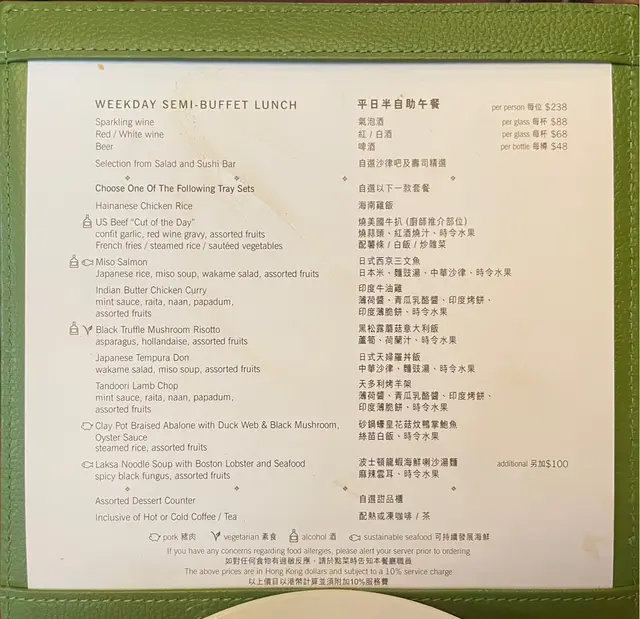 WEEKDAY SEMI-BUFFET LUNCH 平日半自助午餐 per person 每位 $238
Sparkling wine 氣泡酒 per glass 每杯 $88
Red / White wine 紅 / 白酒 per glass 每杯 $68
Beer 啤酒 per bottle 每樽 $48
Selection from Salad and Sushi Bar 自選沙律吧及壽司精選
Choose One Of The Following Tray Sets 自選以下一款套餐
Hainanese Chicken Rice 海南雞飯
US Beef "Cut of the Day" 燒美國牛扒 (廚師推介部位)
confit garlic, red wine gravy, assorted fruits 燒蒜頭、紅酒燒汁、時令水果
French fries / steamed rice / sautéed vegetables 配薯條 / 白飯 / 炒雜菜
Miso Salmon 日式西京三文魚
Japanese rice, miso soup, wakame salad, assorted fruits 日本米、麵豉湯、中華沙律、時令水果
Indian Butter Chicken Curry 印度牛油雞
mint sauce, raita, naan, papadum, 薄荷醬、青瓜乳酪醬、印度烤餅、
assorted fruits 印度薄脆餅、時令水果
Black Truffle Mushroom Risotto 黑松露蘑菇意大利飯
asparagus, hollandaise, assorted fruits 蘆筍、荷蘭汁、時令水果
Japanese Tempura Don 日式天婦羅丼飯
wakame salad, miso soup, assorted fruits 中華沙律、麵豉湯、時令水果
Tandoori Lamb Chop 天多利烤羊架
mint sauce, raita, naan, papadum, 薄荷醬、青瓜乳酪醬、印度烤餅、
assorted fruits 印度薄脆餅、時令水果
Clay Pot Braised Abalone with Duck Web & Black Mushroom, 砂鍋蠔皇花菇炆鴨掌鮑魚
Oyster Sauce 絲苗白飯、時令水果
steamed rice, assorted fruits
Laksa Noodle Soup with Boston Lobster and Seafood 波士頓龍蝦海鮮喇沙湯麵 additional 另加$100
spicy black fungus, assorted fruits 麻辣雲耳、時令水果
Assorted Dessert Counter 自選甜品櫃
Inclusive of Hot or Cold Coffee / Tea 配熱或凍咖啡 / 茶
pork 豬肉 vegetarian 素食 alcohol 酒 sustainable seafood 可持續發展海鮮
If you have any concerns regarding food allergies, please alert your server prior to ordering
如對任何食物有過敏反應，請於點菜時告知本餐廳職員
The above prices are in Hong Kong dollars and subject to a 10% service charge
以上價目以港幣計算並須附加10%服務費